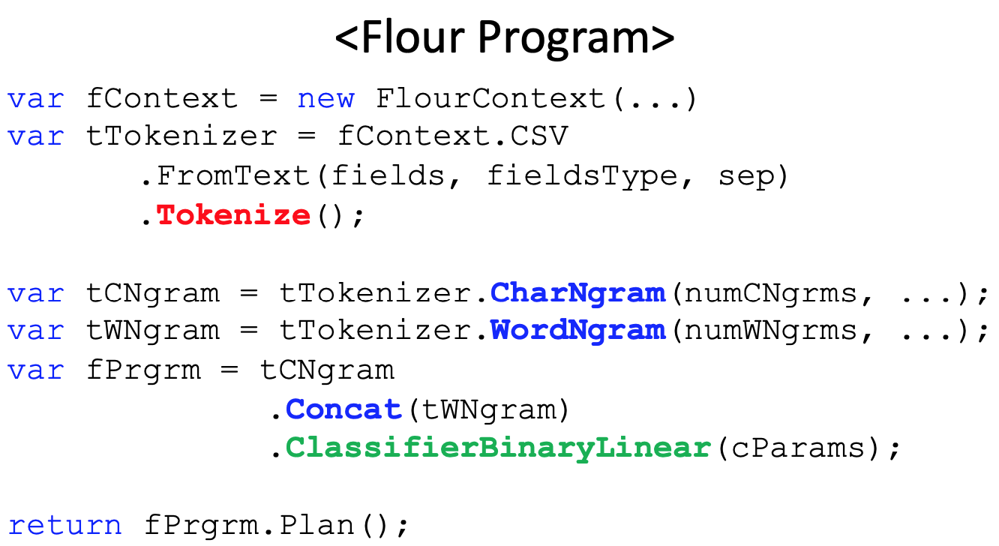 <Flour Program>
var fContext = new FlourContext(...)
var tTokenizer = fContext.CSV
.FromText(fields, fieldsType, sep)
.Tokenize();
var tCNgram = tTokenizer.CharNgram(numCNgrms, ...);
var tWNgram = tTokenizer.WordNgram(numWNgrms, ...);
var fPrgrm = tCNgram
.Concat(tWNgram)
.ClassifierBinaryLinear(cParams);
return fPrgrm.Plan();